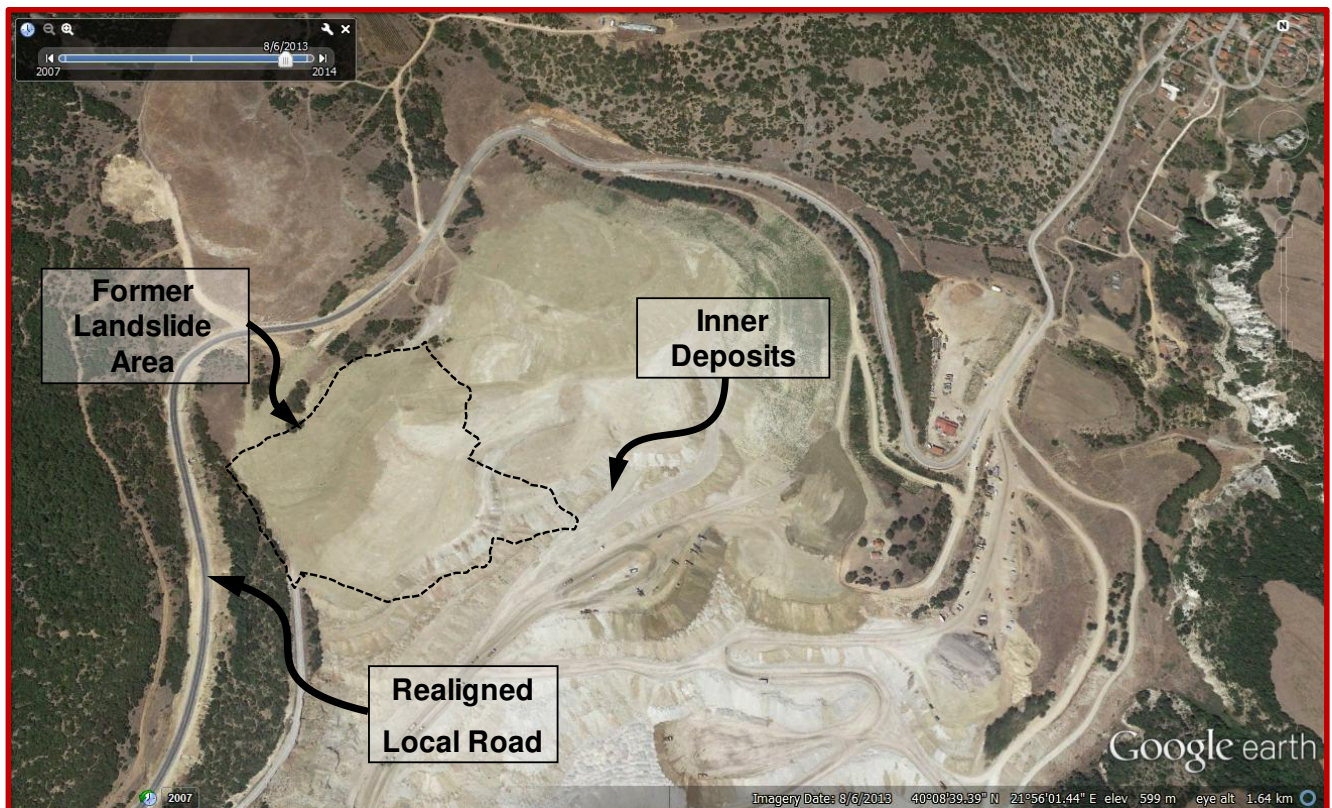 8/6/2013
2007
2014
N
Former
Landslide
Area
Inner
Deposits
Realigned
Local Road
Google earth
2007
Imagery Date: 8/6/2013 40°08'39.39" N 21°56'01.44" E elev 599 m eye alt 1.64 km